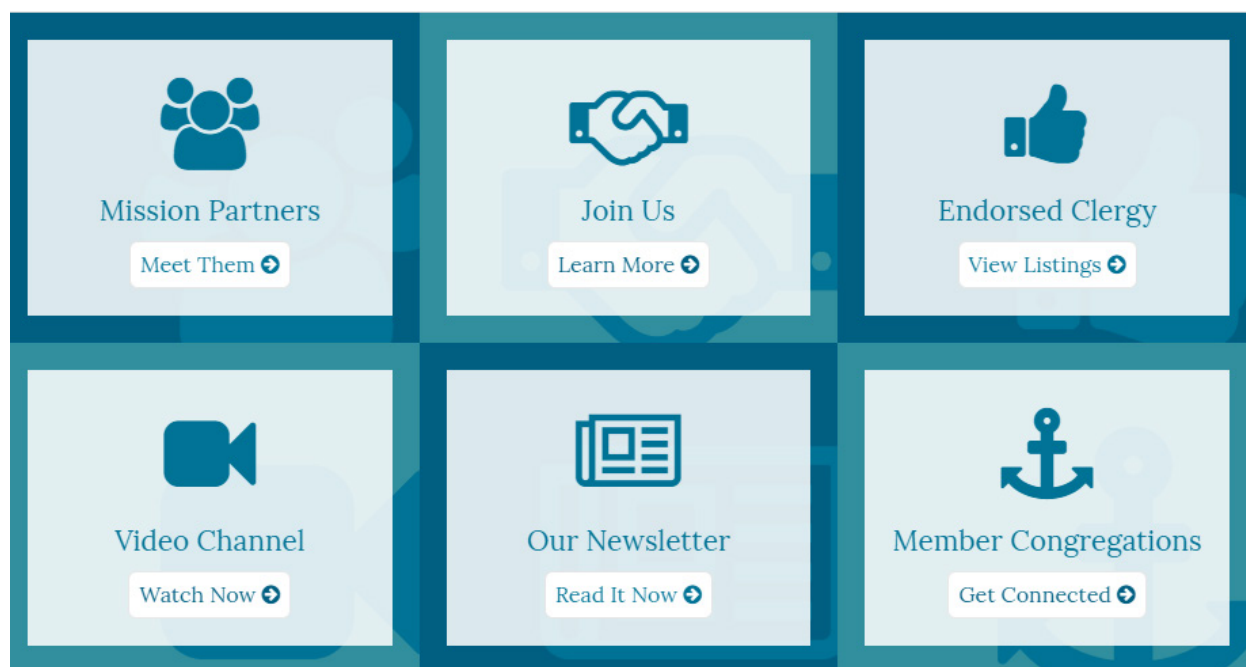 Mission Partners
Meet Them
Join Us
Learn More
Endorsed Clergy
View Listings
Video Channel
Watch Now
Our Newsletter
Read It Now
Member Congregations
Get Connected